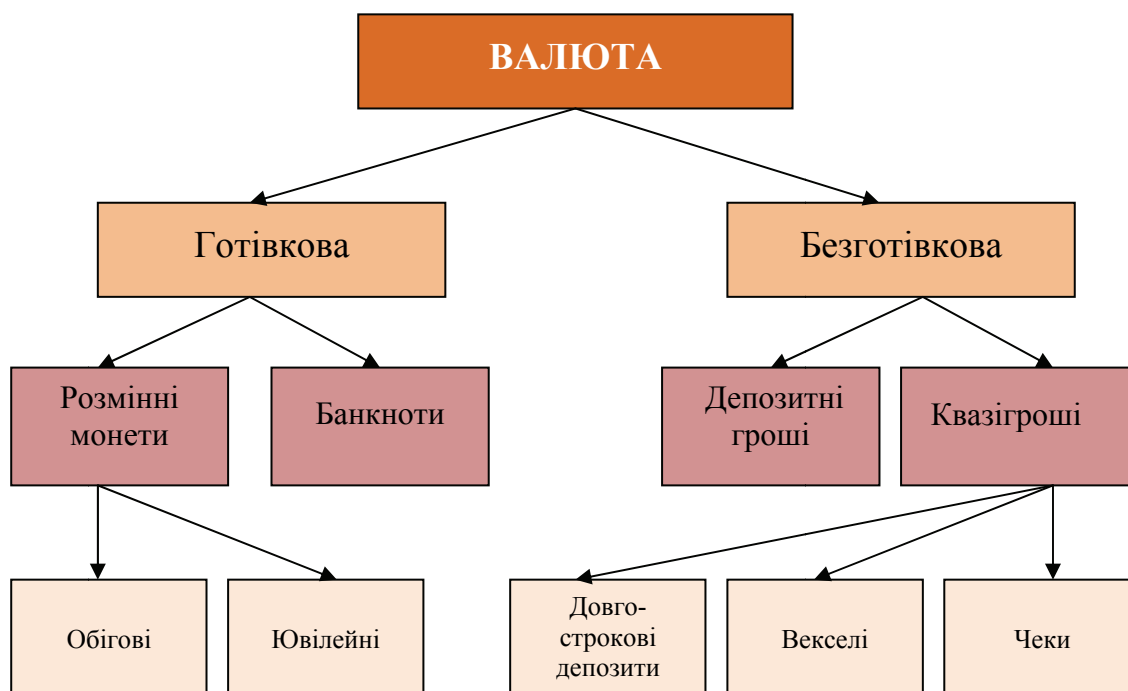 ВАЛЮТА
Готівкова
Безготівкова
Розмінні
монети
Банкноти
Депозитні
гроші
Квазігроші
Обігові
Ювілейні
Довго-
строкові
депозити
Векселі
Чеки